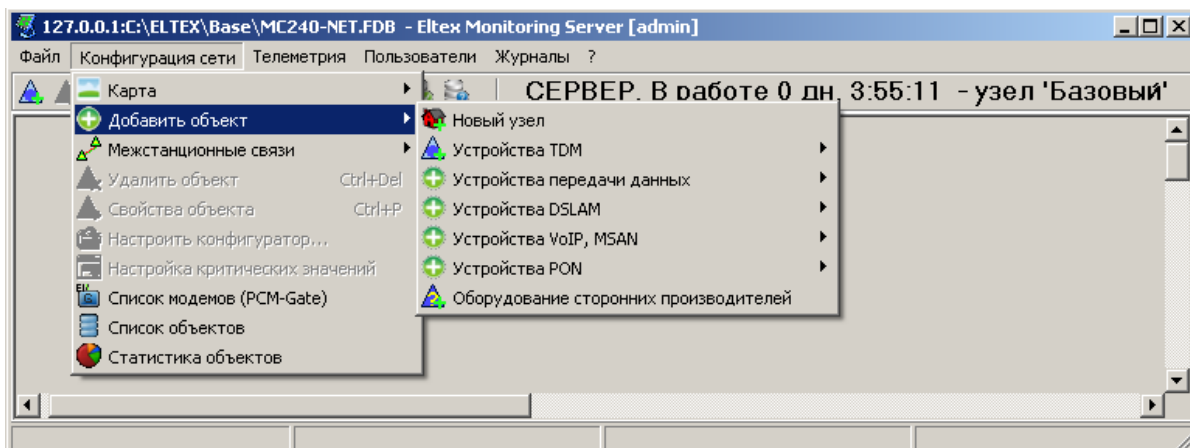 127.0.0.1:C:\ELTEX\Base\MC240-NET.FDB - Eltex Monitoring Server [admin]
Файл Конфигурация сети Телеметрия Пользователи Журналы ?
СЕРВЕР. В работе 0 дн, 3:55:11 - узел 'Базовый'
Карта
Добавить объект
Межстанционные связи
Удалить объект Ctrl+Del
Свойства объекта Ctrl+P
Настроить конфигуратор...
Настройка критических значений
Список модемов (PCM-Gate)
Список объектов
Статистика объектов
Новый узел
Устройства TDM
Устройства передачи данных
Устройства DSLAM
Устройства VoIP, MSAN
Устройства PON
Оборудование сторонних производителей